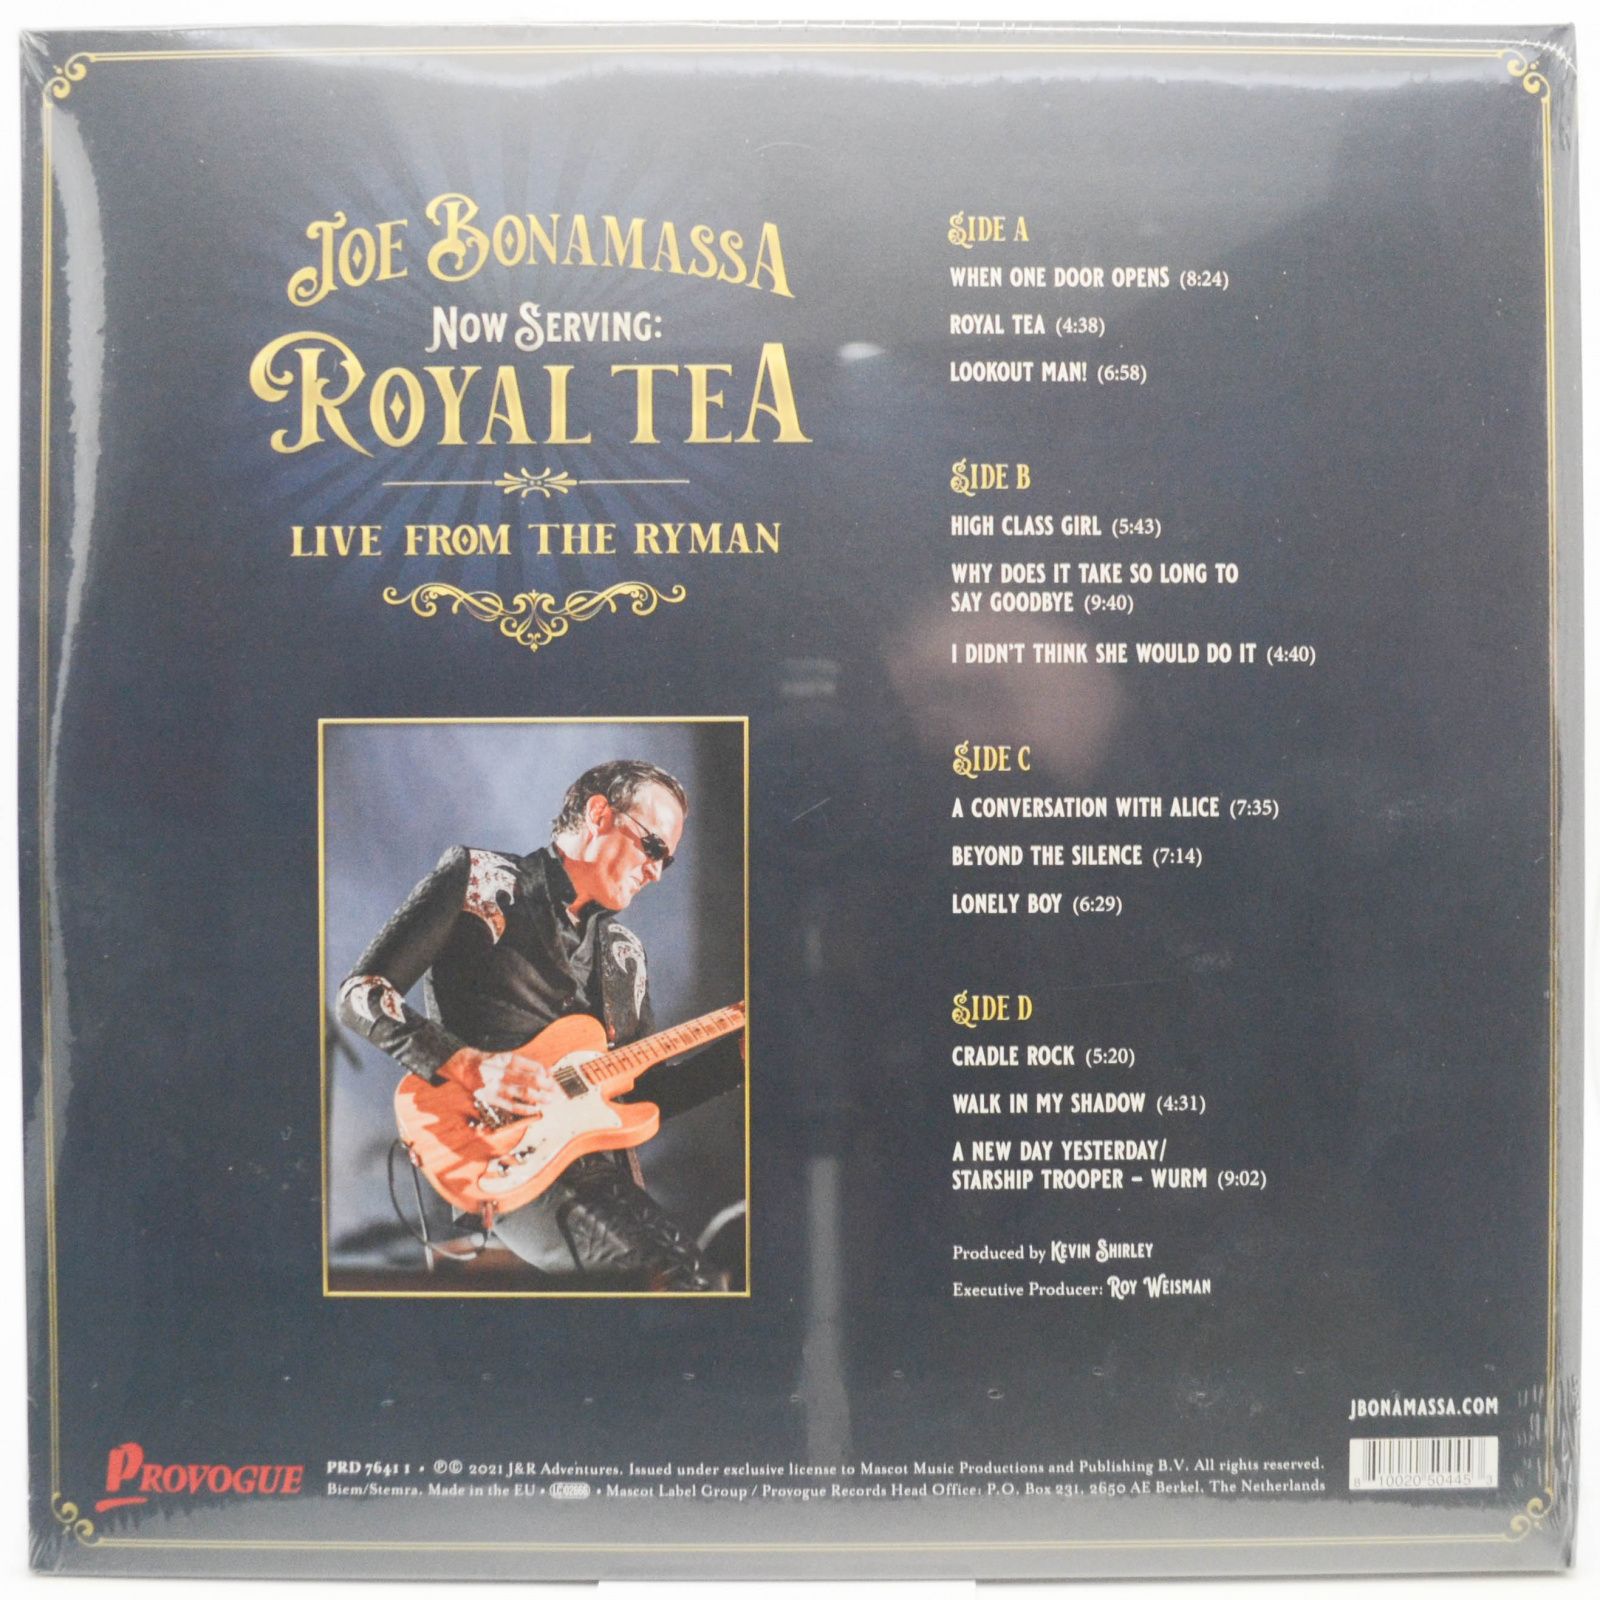 JOE BONAMASSA
NOW SERVING:
ROYAL TEA
LIVE FROM THE RYMAN
SIDE A
WHEN ONE DOOR OPENS (8:24)
ROYAL TEA (4:38)
LOOKOUT MAN! (6:58)
SIDE B
HIGH CLASS GIRL (5:43)
WHY DOES IT TAKE SO LONG TO
SAY GOODBYE (9:40)
I DIDN'T THINK SHE WOULD DO IT (4:40)
SIDE C
A CONVERSATION WITH ALICE (7:35)
BEYOND THE SILENCE (7:14)
LONELY BOY (6:29)
SIDE D
CRADLE ROCK (5:20)
WALK IN MY SHADOW (4:31)
A NEW DAY YESTERDAY/
STARSHIP TROOPER – WURM (9:02)
Produced by KEVIN SHIRLEY
Executive Producer: ROY WEISMAN
JBONAMASSA.COM
PROVOGUE
PRD 7641 1 • ℗© 2021 J&R Adventures. Issued under exclusive license to Mascot Music Productions and Publishing B.V. All rights reserved.
Biem/Stemra. Made in the EU • LC 02666 • Mascot Label Group / Provogue Records Head Office: P.O. Box 231, 2650 AE Berkel, The Netherlands
8 10020 50445